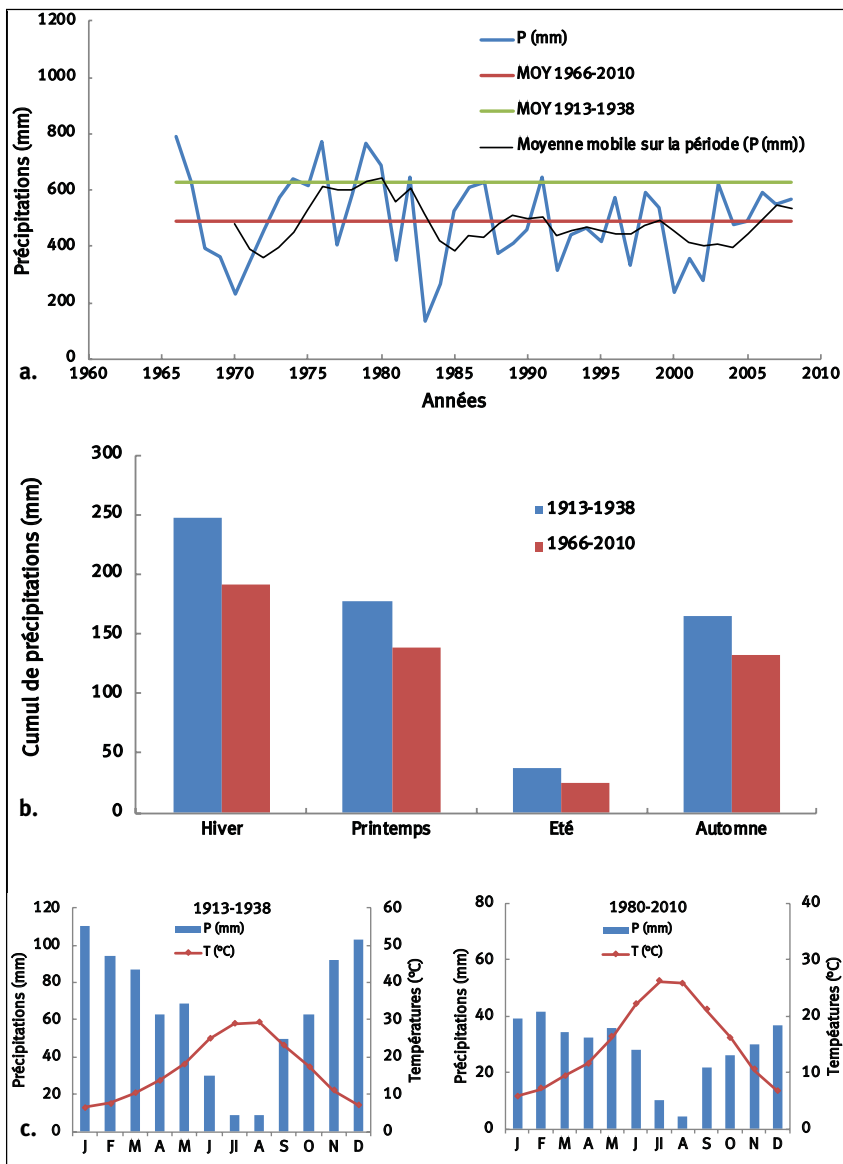 1200
1000
800
600
400
200
0
Précipitations (mm)
P (mm)
MOY 1966-2010
MOY 1913-1938
Moyenne mobile sur la période (P (mm))
1960 1965 1970 1975 1980 1985 1990 1995 2000 2005 2010
a.
Années
300
250
200
150
100
50
0
Cumul de précipitations (mm)
1913-1938
1966-2010
Hiver Printemps Eté Automne
b.
1913-1938
P (mm)
T (°C)
120
100
80
60
40
20
0
Précipitations (mm)
60
50
40
30
20
10
0
Températures (°C)
J F M A M J Jl A S O N D
c.
1980-2010
P (mm)
T (°C)
80
60
40
20
0
Précipitations (mm)
40
30
20
10
0
Tempéatures (°C)
J F M A M J Jl A S O N D